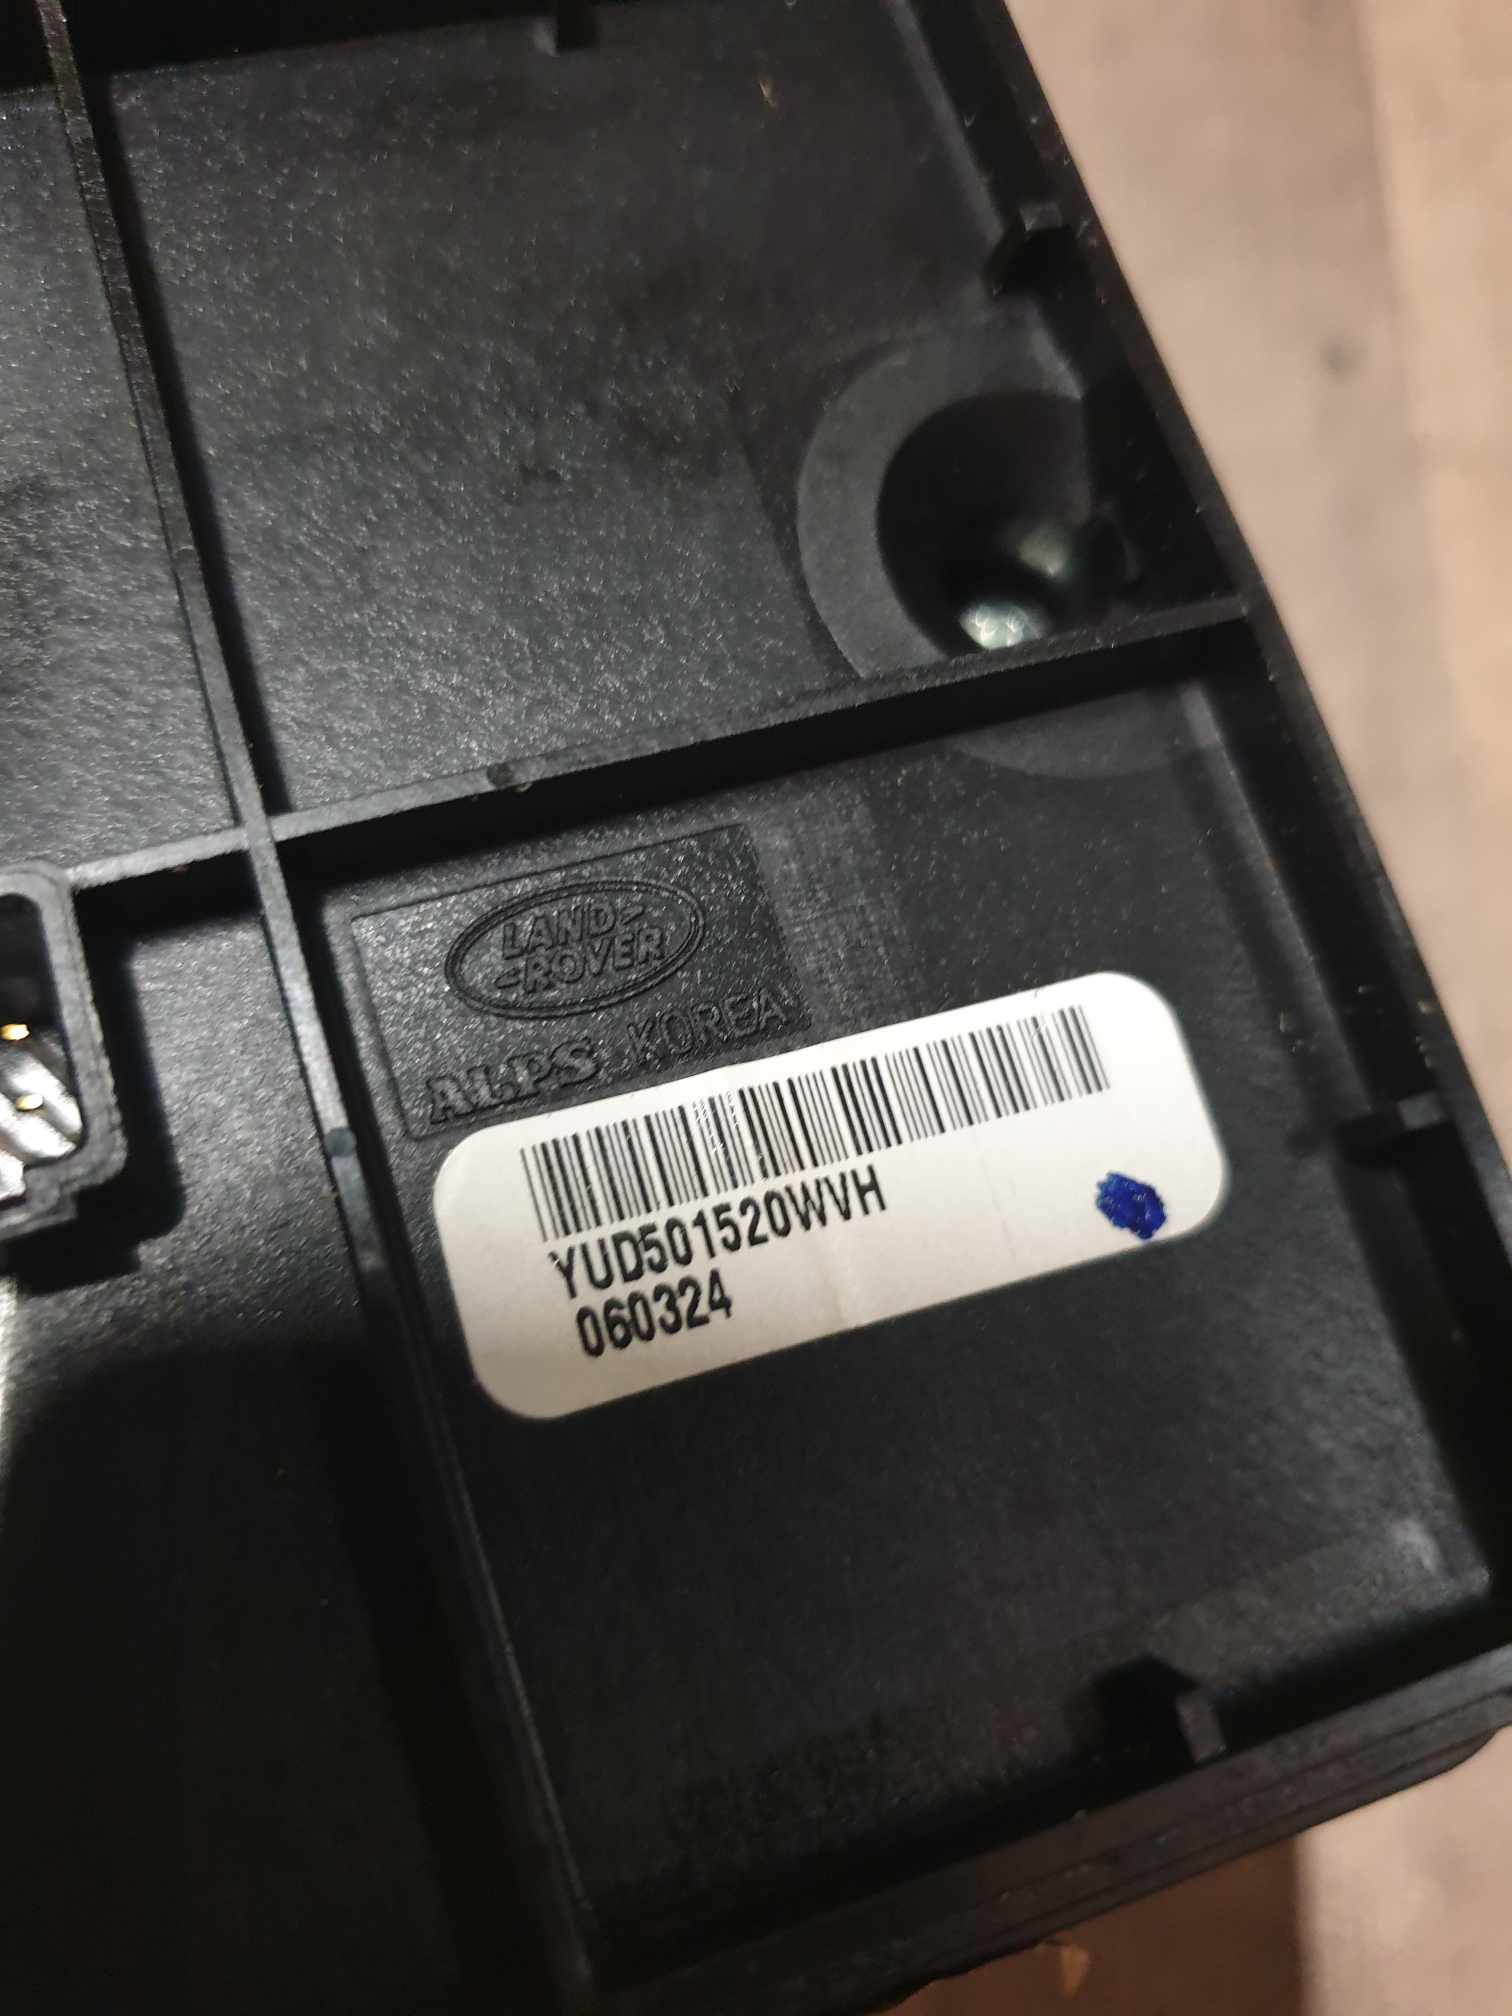 LAND
ROVER
ALPS KOREA
YUD501520WVH
060324